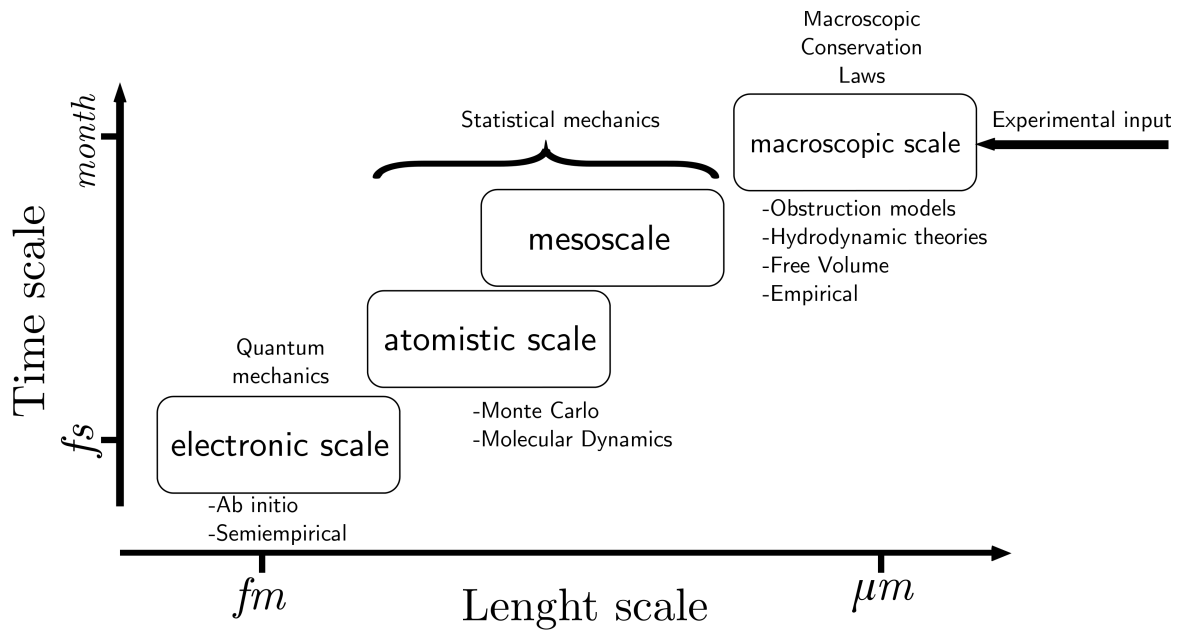 Macroscopic
Conservation
Laws
month
Statistical mechanics
Experimental input
macroscopic scale
-Obstruction models
-Hydrodynamic theories
-Free Volume
-Empirical
mesoscale
Time scale
atomistic scale
Quantum
mechanics
-Monte Carlo
-Molecular Dynamics
fs
electronic scale
-Ab initio
-Semiempirical
fm
Lenght scale
μm